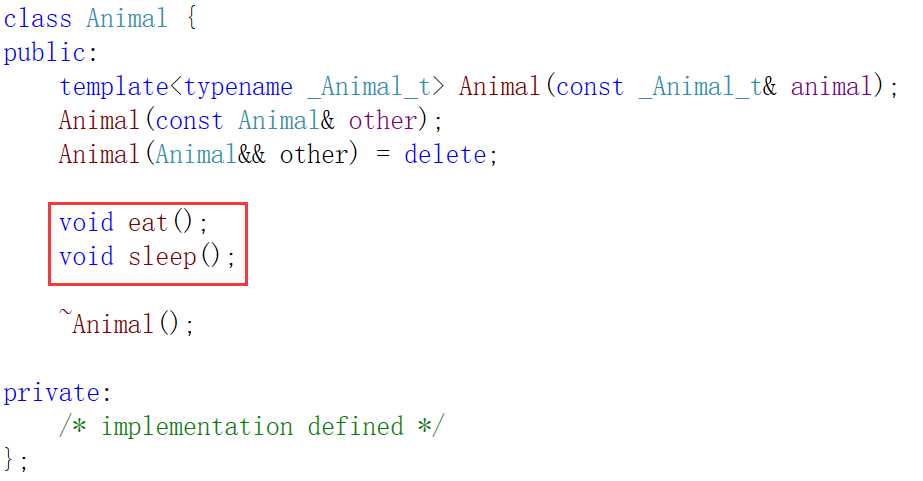 class Animal {
public:
    template<typename _Animal_t> Animal(const _Animal_t& animal);
    Animal(const Animal& other);
    Animal(Animal&& other) = delete;

    void eat();
    void sleep();

    ~Animal();

private:
    /* implementation defined */
};